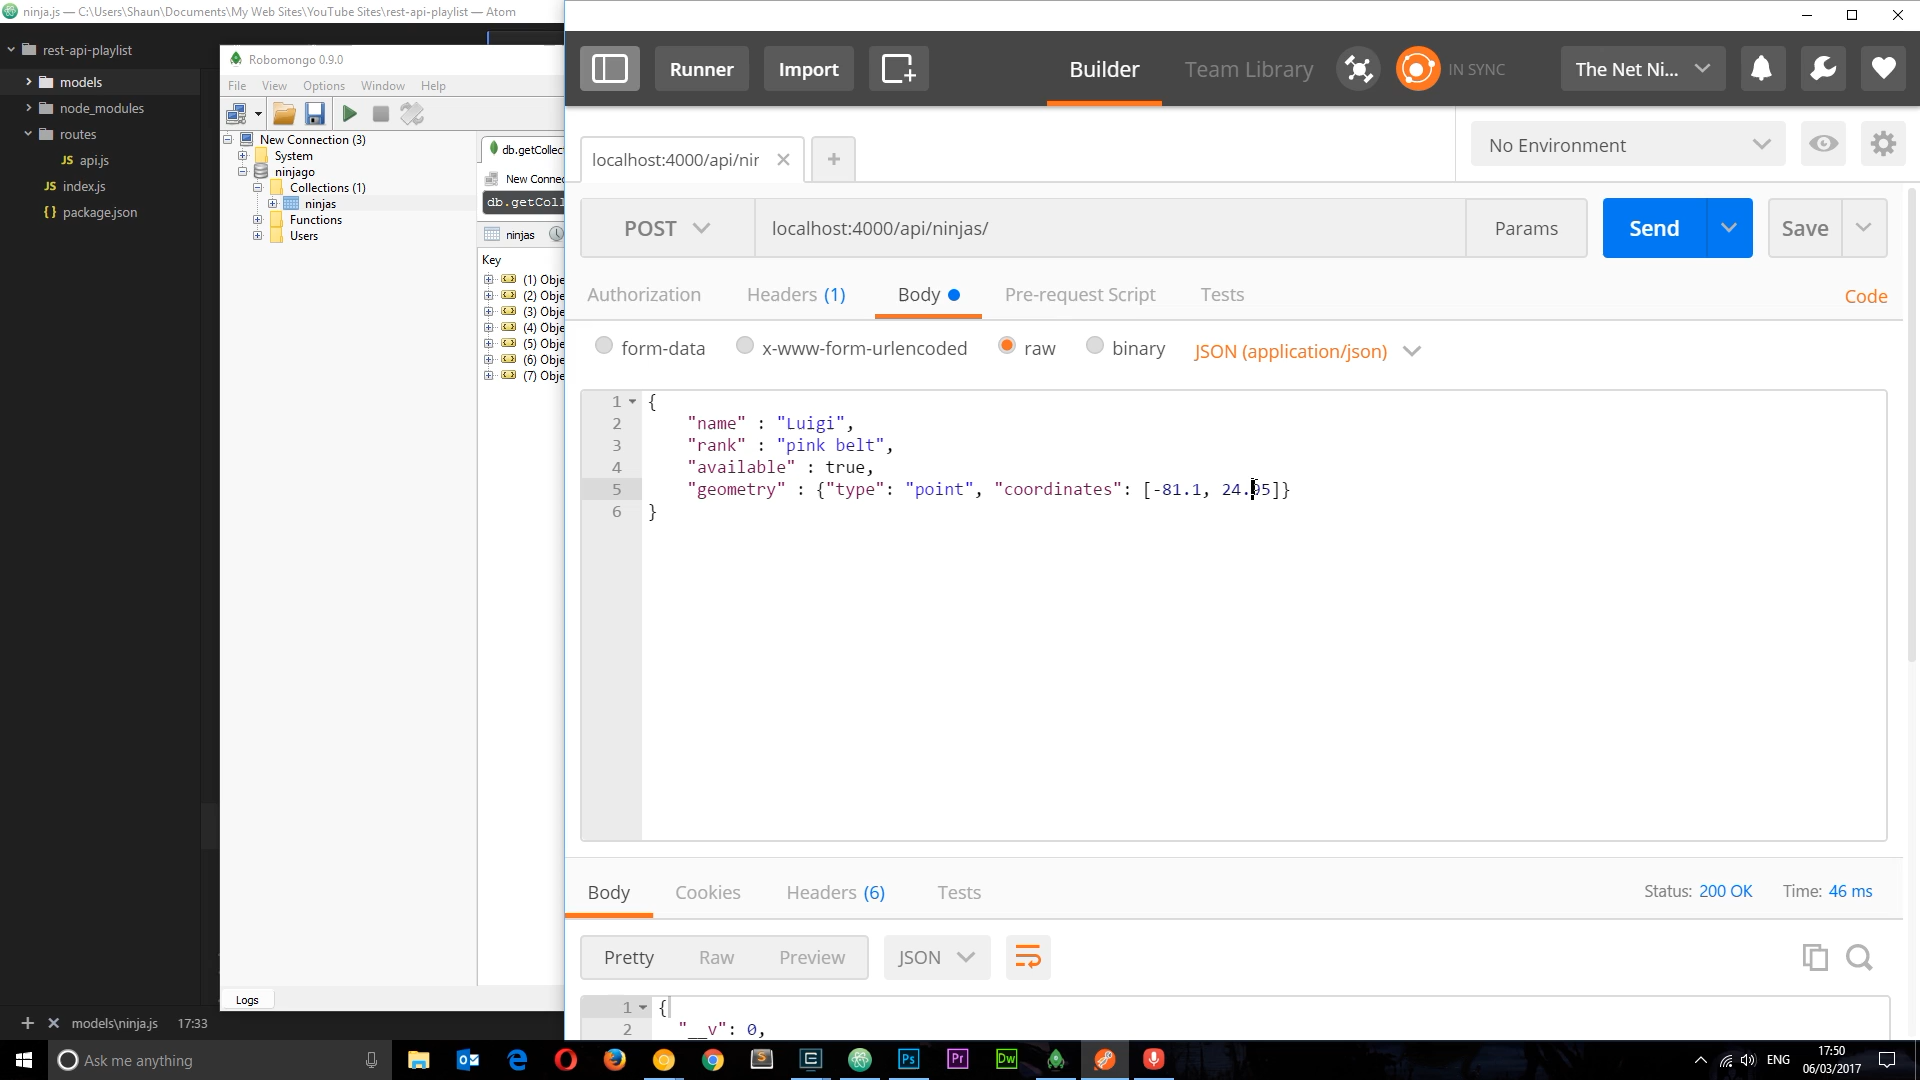 ninja.js — C:\Users\Shaun\Documents\My Web Sites\YouTube Sites\rest-api-playlist — Atom
rest-api-playlist
models
node_modules
routes
JS api.js
JS index.js
{} package.json
Robomongo 0.9.0
File View Options Window Help
New Connection (3)
System
ninjago
Collections (1)
ninjas
Functions
Users
db.getCollec
New Connec
db.getColl
ninjas
Key
(1) Obje
(2) Obje
(3) Obje
(4) Obje
(5) Obje
(6) Obje
(7) Obje
Logs
Runner Import Builder Team Library IN SYNC The Net Ni...
localhost:4000/api/nir No Environment
POST localhost:4000/api/ninjas/ Params Send Save
Authorization Headers (1) Body Pre-request Script Tests Code
form-data x-www-form-urlencoded raw binary JSON (application/json)
1 {
2 "name" : "Luigi",
3 "rank" : "pink belt",
4 "available" : true,
5 "geometry" : {"type": "point", "coordinates": [-81.1, 24.95]}
6 }
Body Cookies Headers (6) Tests Status: 200 OK Time: 46 ms
Pretty Raw Preview JSON
1 {
2 "__v": 0,
models\ninja.js 17:33
Ask me anything
S
Ps
Pr
Dw
ENG
17:50
06/03/2017